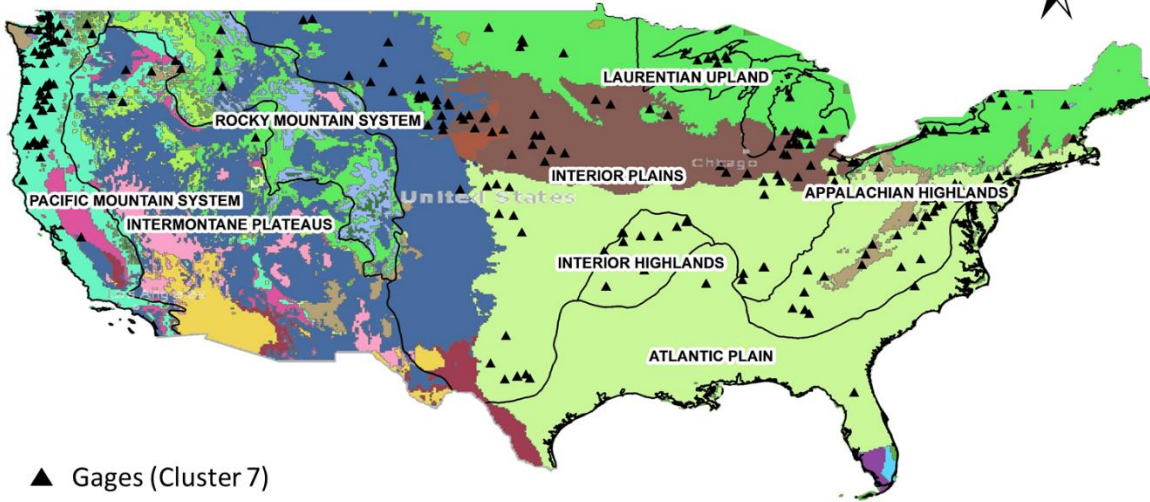 LAURENTIAN UPLAND
ROCKY MOUNTAIN SYSTEM
Chicago
INTERIOR PLAINS
United States
APPALACHIAN HIGHLANDS
PACIFIC MOUNTAIN SYSTEM
INTERMONTANE PLATEAUS
INTERIOR HIGHLANDS
ATLANTIC PLAIN
Gages (Cluster 7)